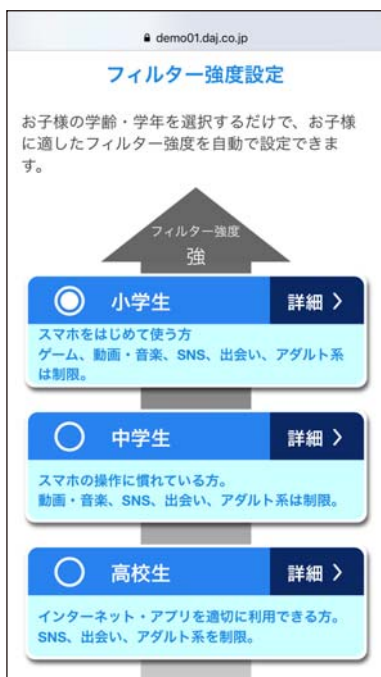 demo01.daj.co.jp
フィルター強度設定
お子様の学齢・学年を選択するだけで、お子様
に適したフィルター強度を自動で設定できま
す。
フィルター強度
強
小学生 詳細 〉
スマホをはじめて使う方
ゲーム、動画・音楽、SNS、出会い、アダルト系
は制限。
中学生 詳細 〉
スマホの操作に慣れている方。
動画・音楽、SNS、出会い、アダルト系は制限。
高校生 詳細 〉
インターネット・アプリを適切に利用できる方。
SNS、出会い、アダルト系を制限。